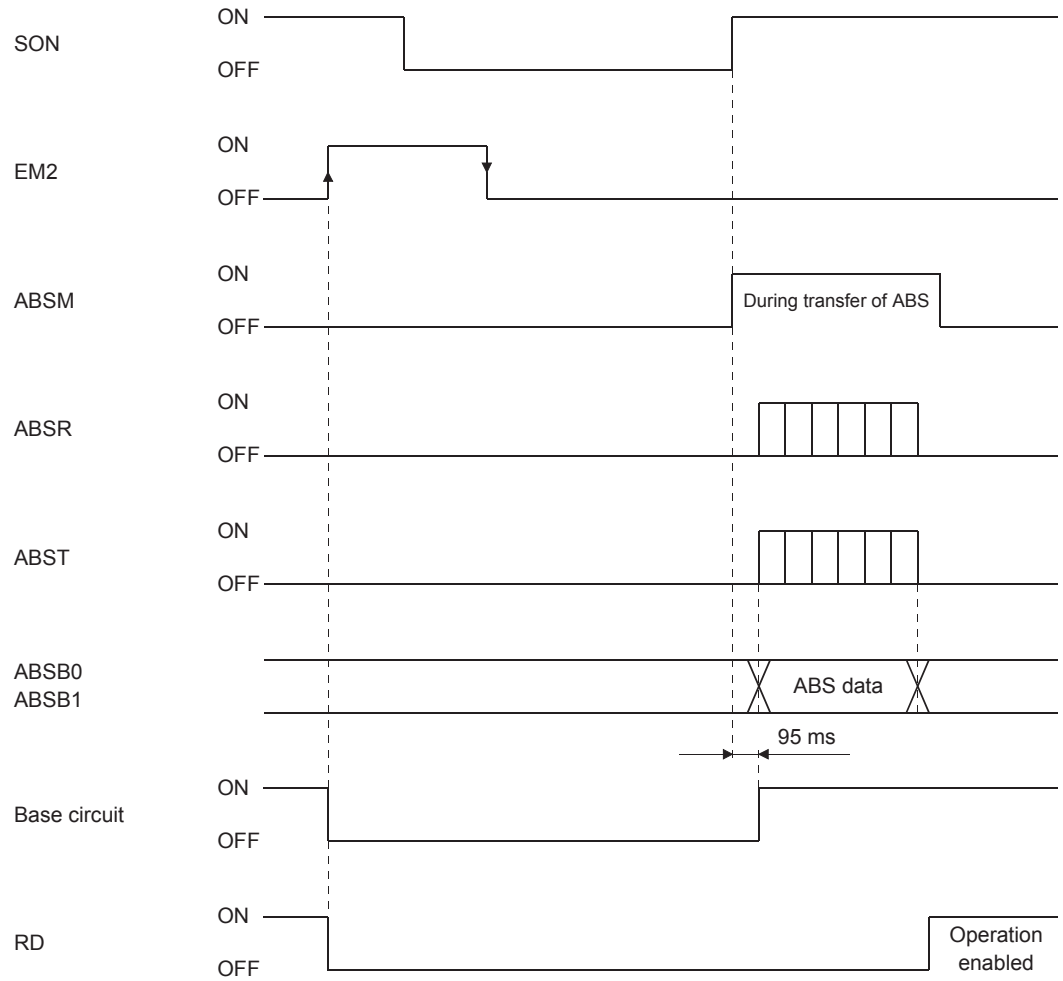 SON
ON
OFF
EM2
ON
OFF
ABSM
ON
OFF
During transfer of ABS
ABSR
ON
OFF
ABST
ON
OFF
ABSB0
ABSB1
ABS data
95 ms
Base circuit
ON
OFF
RD
ON
OFF
Operation
enabled